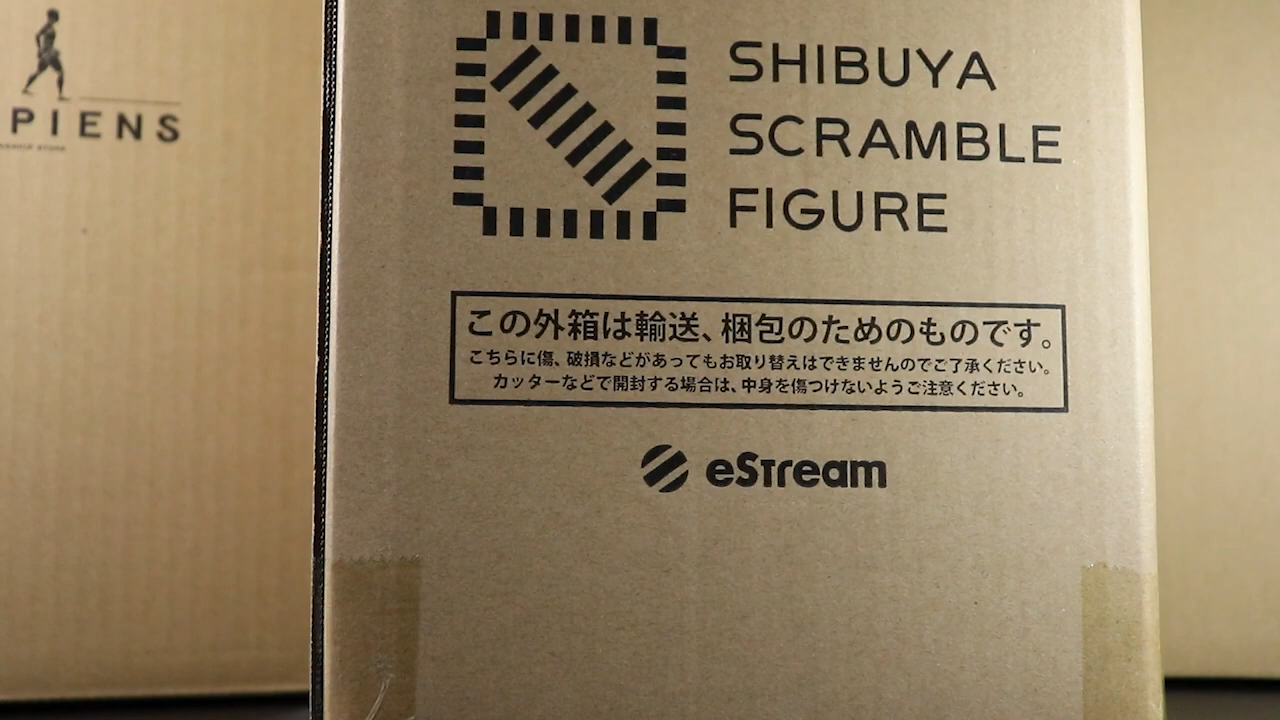 PIENS
SHIBUYA
SCRAMBLE
FIGURE
この外箱は輸送、梱包のためのものです。
こちらに傷、破損などがあってもお取り替えはできませんのでご了承ください。
カッターなどで開封する場合は、中身を傷つけないようご注意ください。
eStream